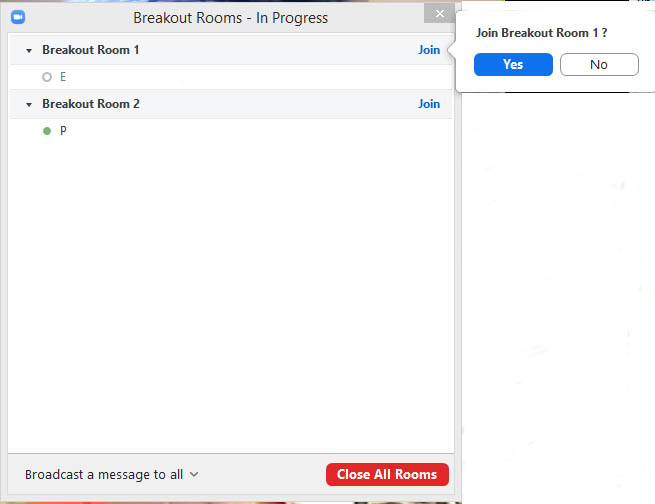 Breakout Rooms - In Progress
Breakout Room 1 Join
E
Breakout Room 2 Join
P
Broadcast a message to all
Close All Rooms
Join Breakout Room 1 ?
Yes No